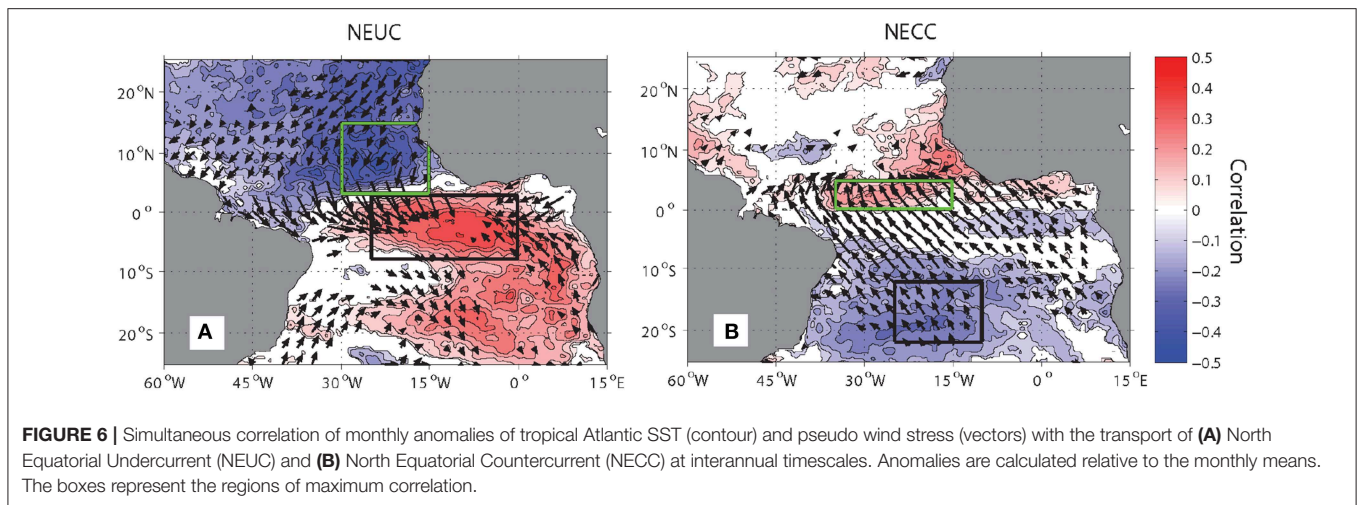 NEUC
NECC
20°N
10°N
0°
10°S
20°S
A
60°W
45°W
30°W
15°W
0°
15°E
20°N
10°N
0°
10°S
20°S
B
60°W
45°W
30°W
15°W
0°
15°E
0.5
0.4
0.3
0.2
0.1
0
−0.1
−0.2
−0.3
−0.4
−0.5
Correlation
FIGURE 6 | Simultaneous correlation of monthly anomalies of tropical Atlantic SST (contour) and pseudo wind stress (vectors) with the transport of (A) North
Equatorial Undercurrent (NEUC) and (B) North Equatorial Countercurrent (NECC) at interannual timescales. Anomalies are calculated relative to the monthly means.
The boxes represent the regions of maximum correlation.